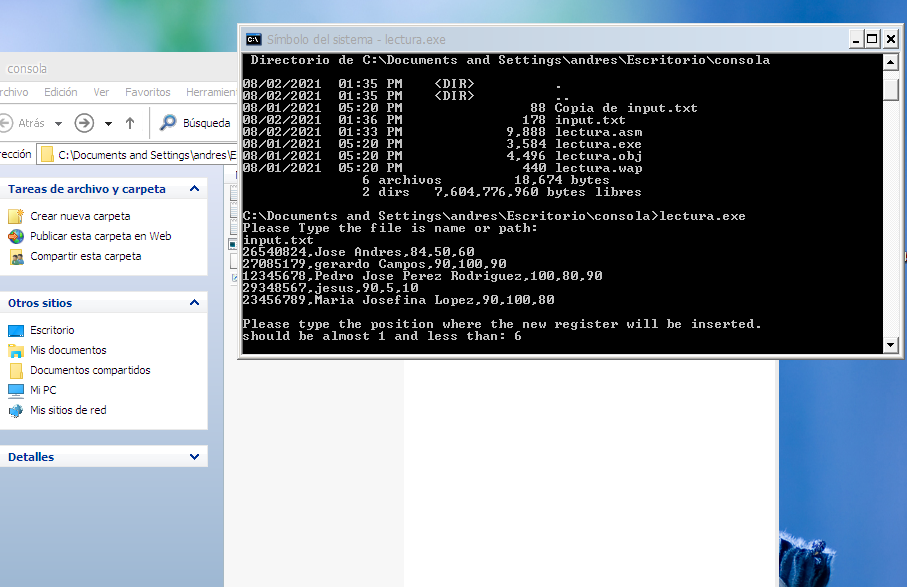 Símbolo del sistema - lectura.exe
Directorio de C:\Documents and Settings\andres\Escritorio\consola
08/02/2021 01:35 PM <DIR> .
08/02/2021 01:35 PM <DIR> ..
08/01/2021 05:20 PM 88 Copia de input.txt
08/02/2021 01:36 PM 178 input.txt
08/02/2021 01:33 PM 9,888 lectura.asm
08/01/2021 05:20 PM 3,584 lectura.exe
08/01/2021 05:20 PM 4,496 lectura.obj
08/01/2021 05:20 PM 440 lectura.wap
6 archivos 18,674 bytes
2 dirs 7,604,776,960 bytes libres
C:\Documents and Settings\andres\Escritorio\consola>lectura.exe
Please Type the file is name or path:
input.txt
26540824,Jose Andres,84,50,60
27085179,gerardo Campos,90,100,90
12345678,Pedro Jose Perez Rodriguez,100,80,90
29348567,jesus,90,5,10
23456789,Maria Josefina Lopez,90,100,80
Please type the position where the new register will be inserted.
should be almost 1 and less than: 6
consola
rchivo Edición Ver Favoritos Herramien
Atrás Búsqueda
rección C:\Documents and Settings\andres\E
Tareas de archivo y carpeta
Crear nueva carpeta
Publicar esta carpeta en Web
Compartir esta carpeta
Otros sitios
Escritorio
Mis documentos
Documentos compartidos
Mi PC
Mis sitios de red
Detalles